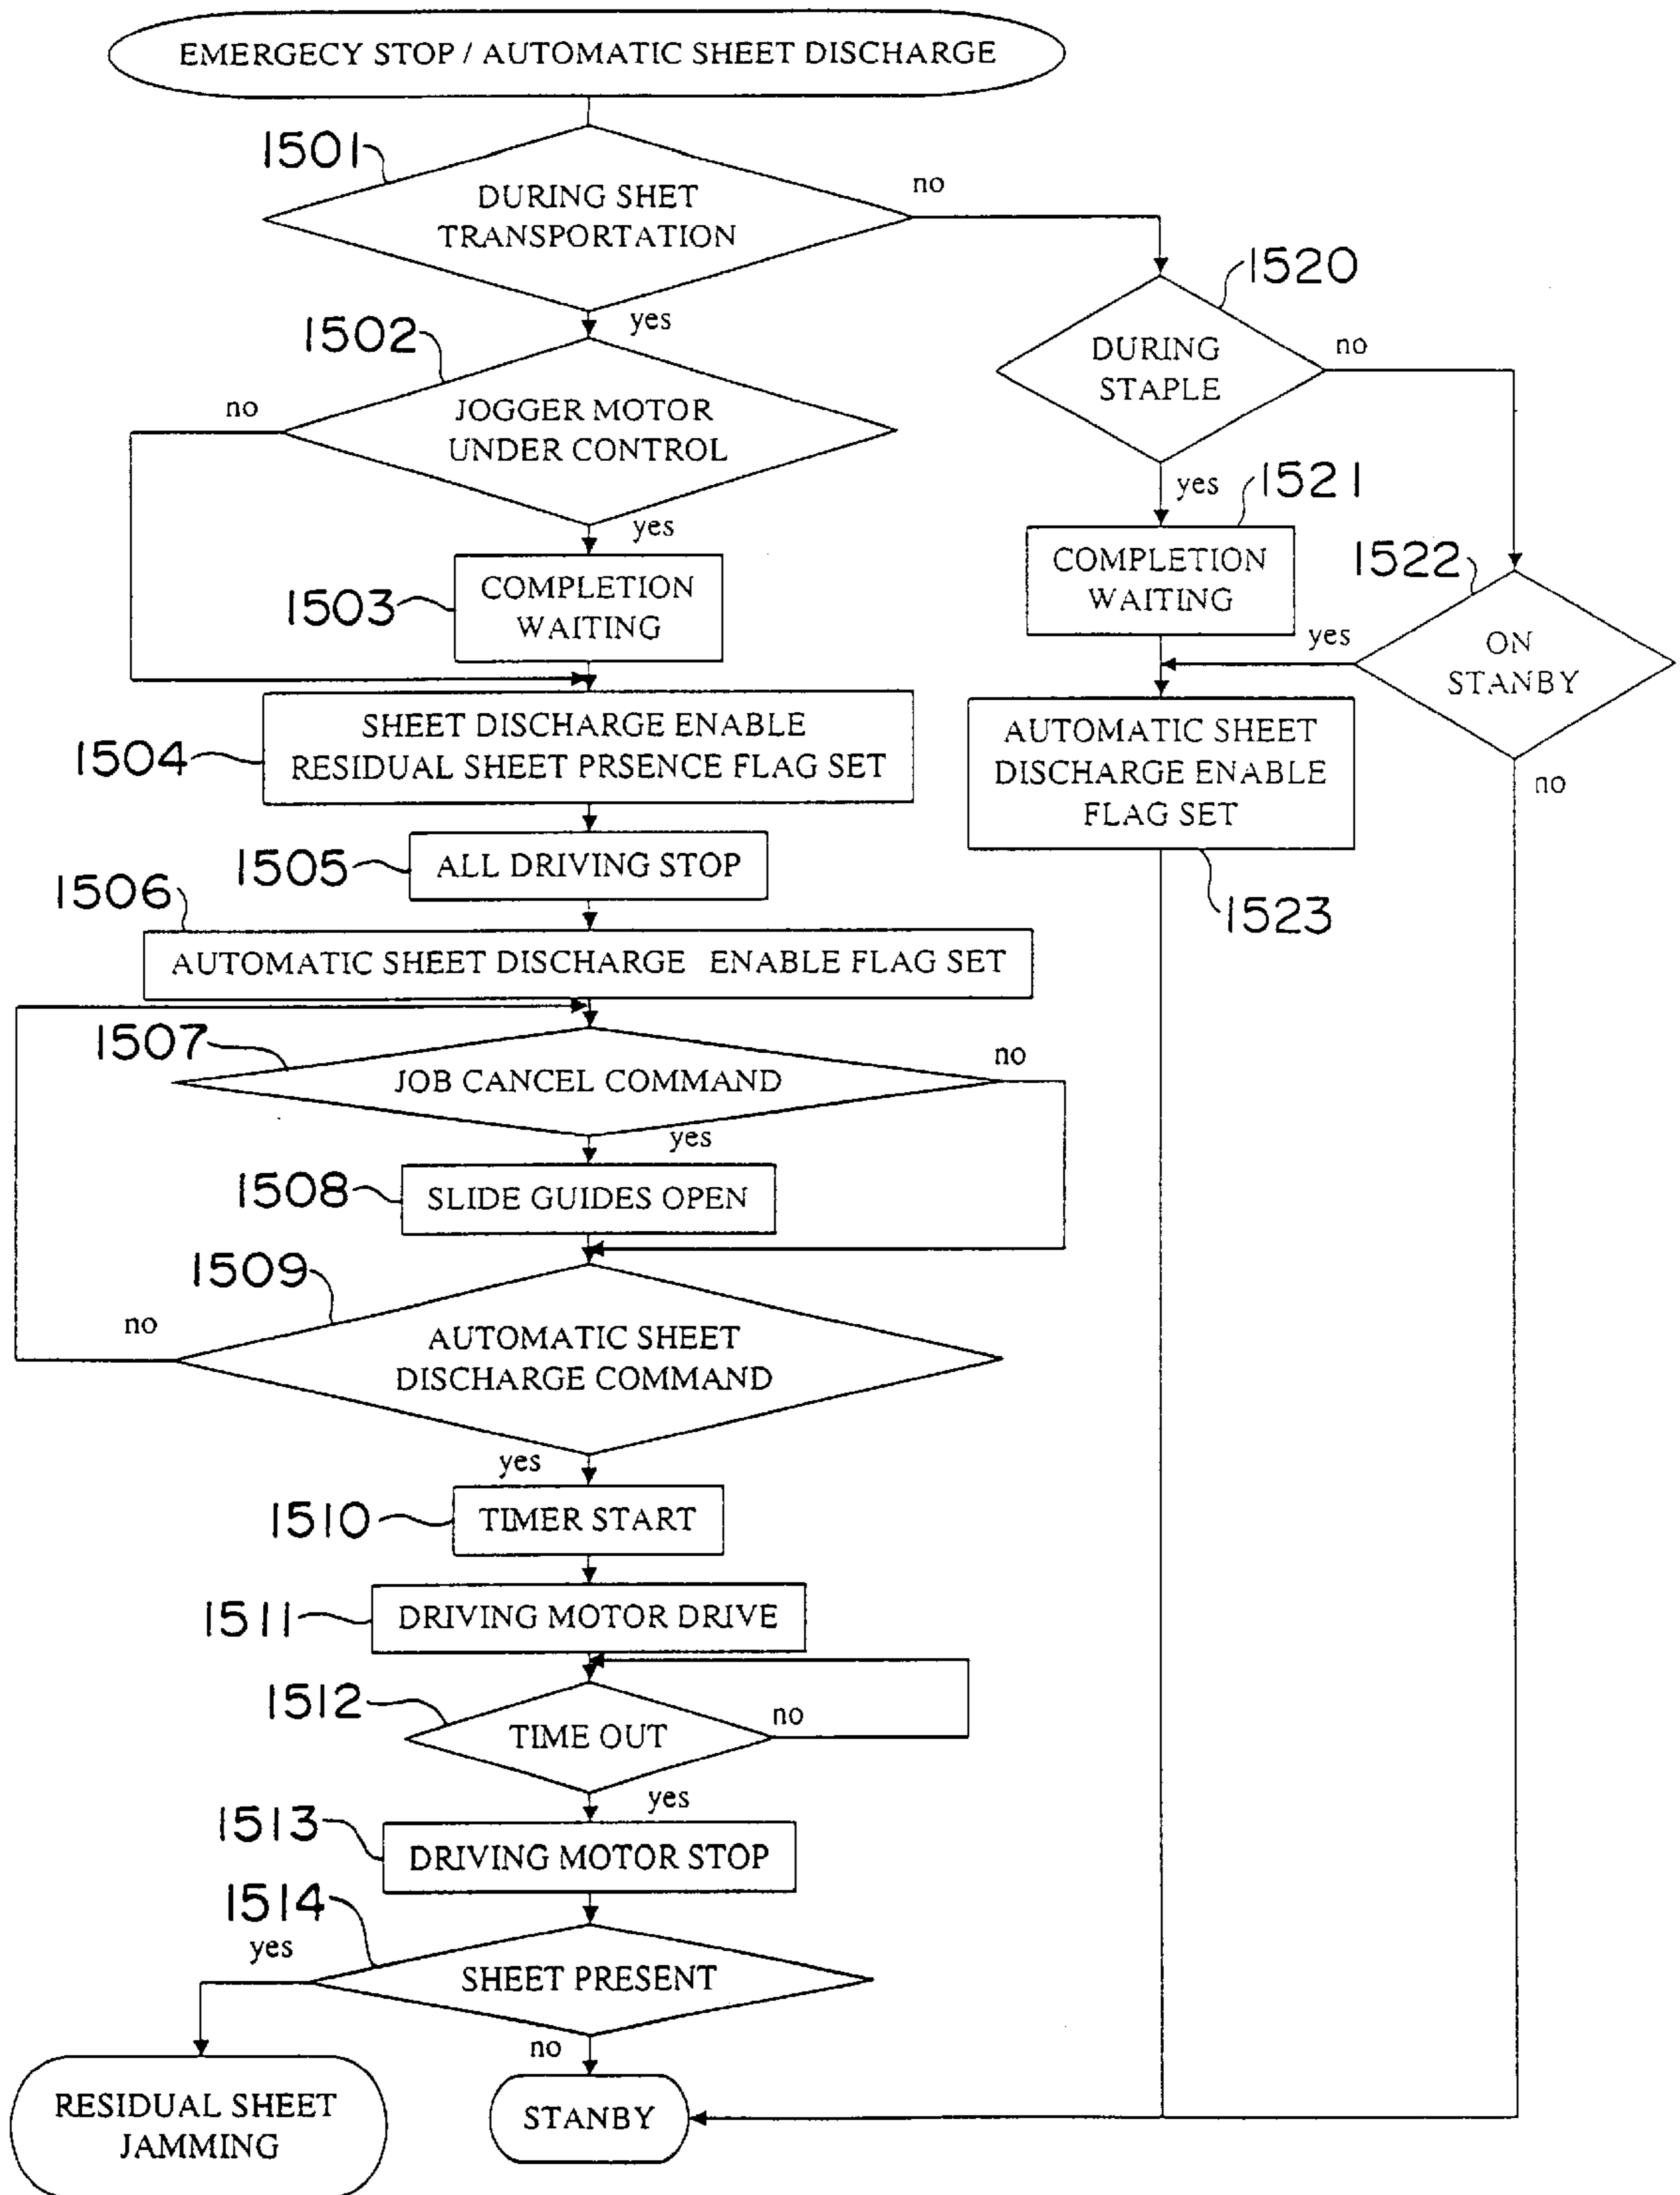 EMERGECY STOP / AUTOMATIC SHEET DISCHARGE
1501
DURING SHET
TRANSPORTATION
no
yes
1502
JOGGER MOTOR
UNDER CONTROL
no
yes
1503
COMPLETION
WAITING
1504
SHEET DISCHARGE ENABLE
RESIDUAL SHEET PRSENCE FLAG SET
1505
ALL DRIVING STOP
1506
AUTOMATIC SHEET DISCHARGE ENABLE FLAG SET
1507
JOB CANCEL COMMAND
no
yes
1508
SLIDE GUIDES OPEN
1509
AUTOMATIC SHEET
DISCHARGE COMMAND
no
yes
1510
TIMER START
1511
DRIVING MOTOR DRIVE
1512
TIME OUT
no
yes
1513
DRIVING MOTOR STOP
1514
SHEET PRESENT
yes
no
RESIDUAL SHEET
JAMMING
STANBY
1520
DURING
STAPLE
no
yes
1521
COMPLETION
WAITING
1522
ON
STANBY
yes
no
AUTOMATIC SHEET
DISCHARGE ENABLE
FLAG SET
1523